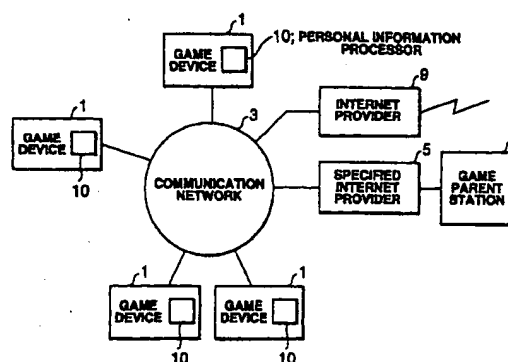 1
GAME
DEVICE
10; PERSONAL INFORMATION
PROCESSOR
9
INTERNET
PROVIDER
1
GAME
DEVICE
10
3
COMMUNICATION
NETWORK
5
SPECIFIED
INTERNET
PROVIDER
GAME
PARENT
STATION
1
GAME
DEVICE
10
1
GAME
DEVICE
10